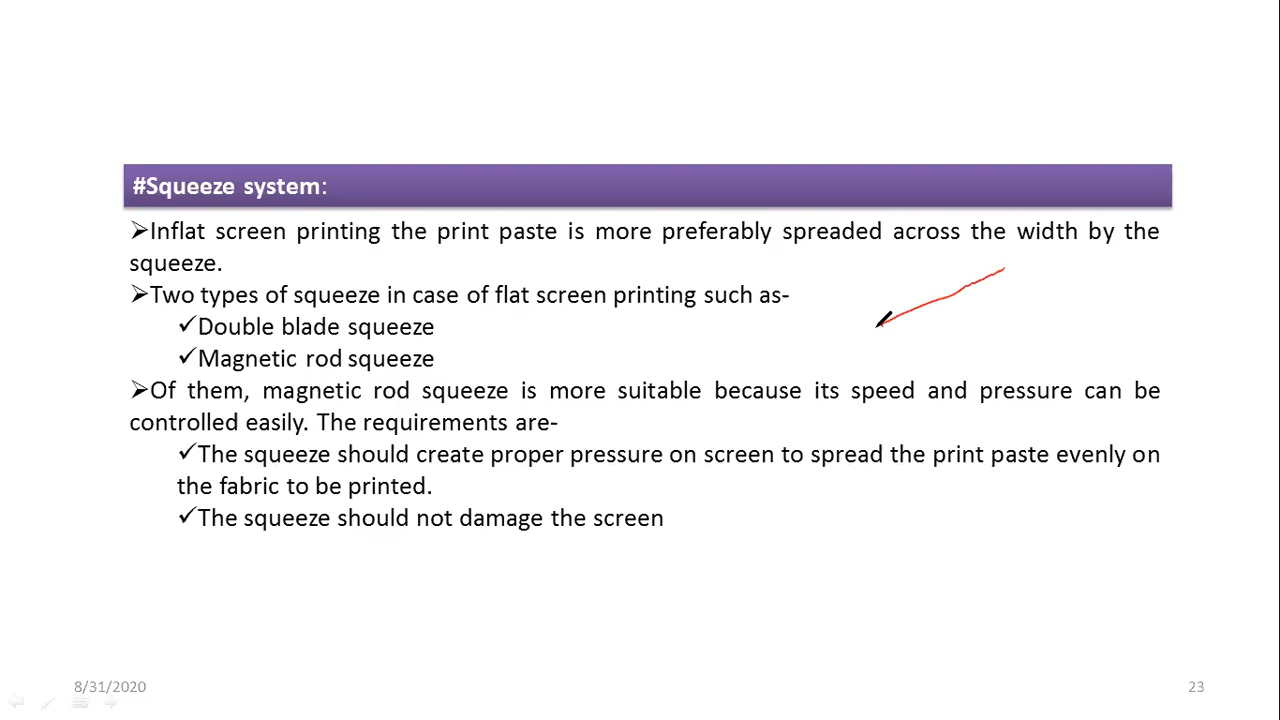 #Squeeze system:
➢Inflat screen printing the print paste is more preferably spreaded across the width by the
squeeze.
➢Two types of squeeze in case of flat screen printing such as-
✓Double blade squeeze
✓Magnetic rod squeeze
➢Of them, magnetic rod squeeze is more suitable because its speed and pressure can be
controlled easily. The requirements are-
✓The squeeze should create proper pressure on screen to spread the print paste evenly on
the fabric to be printed.
✓The squeeze should not damage the screen
8/31/2020
23